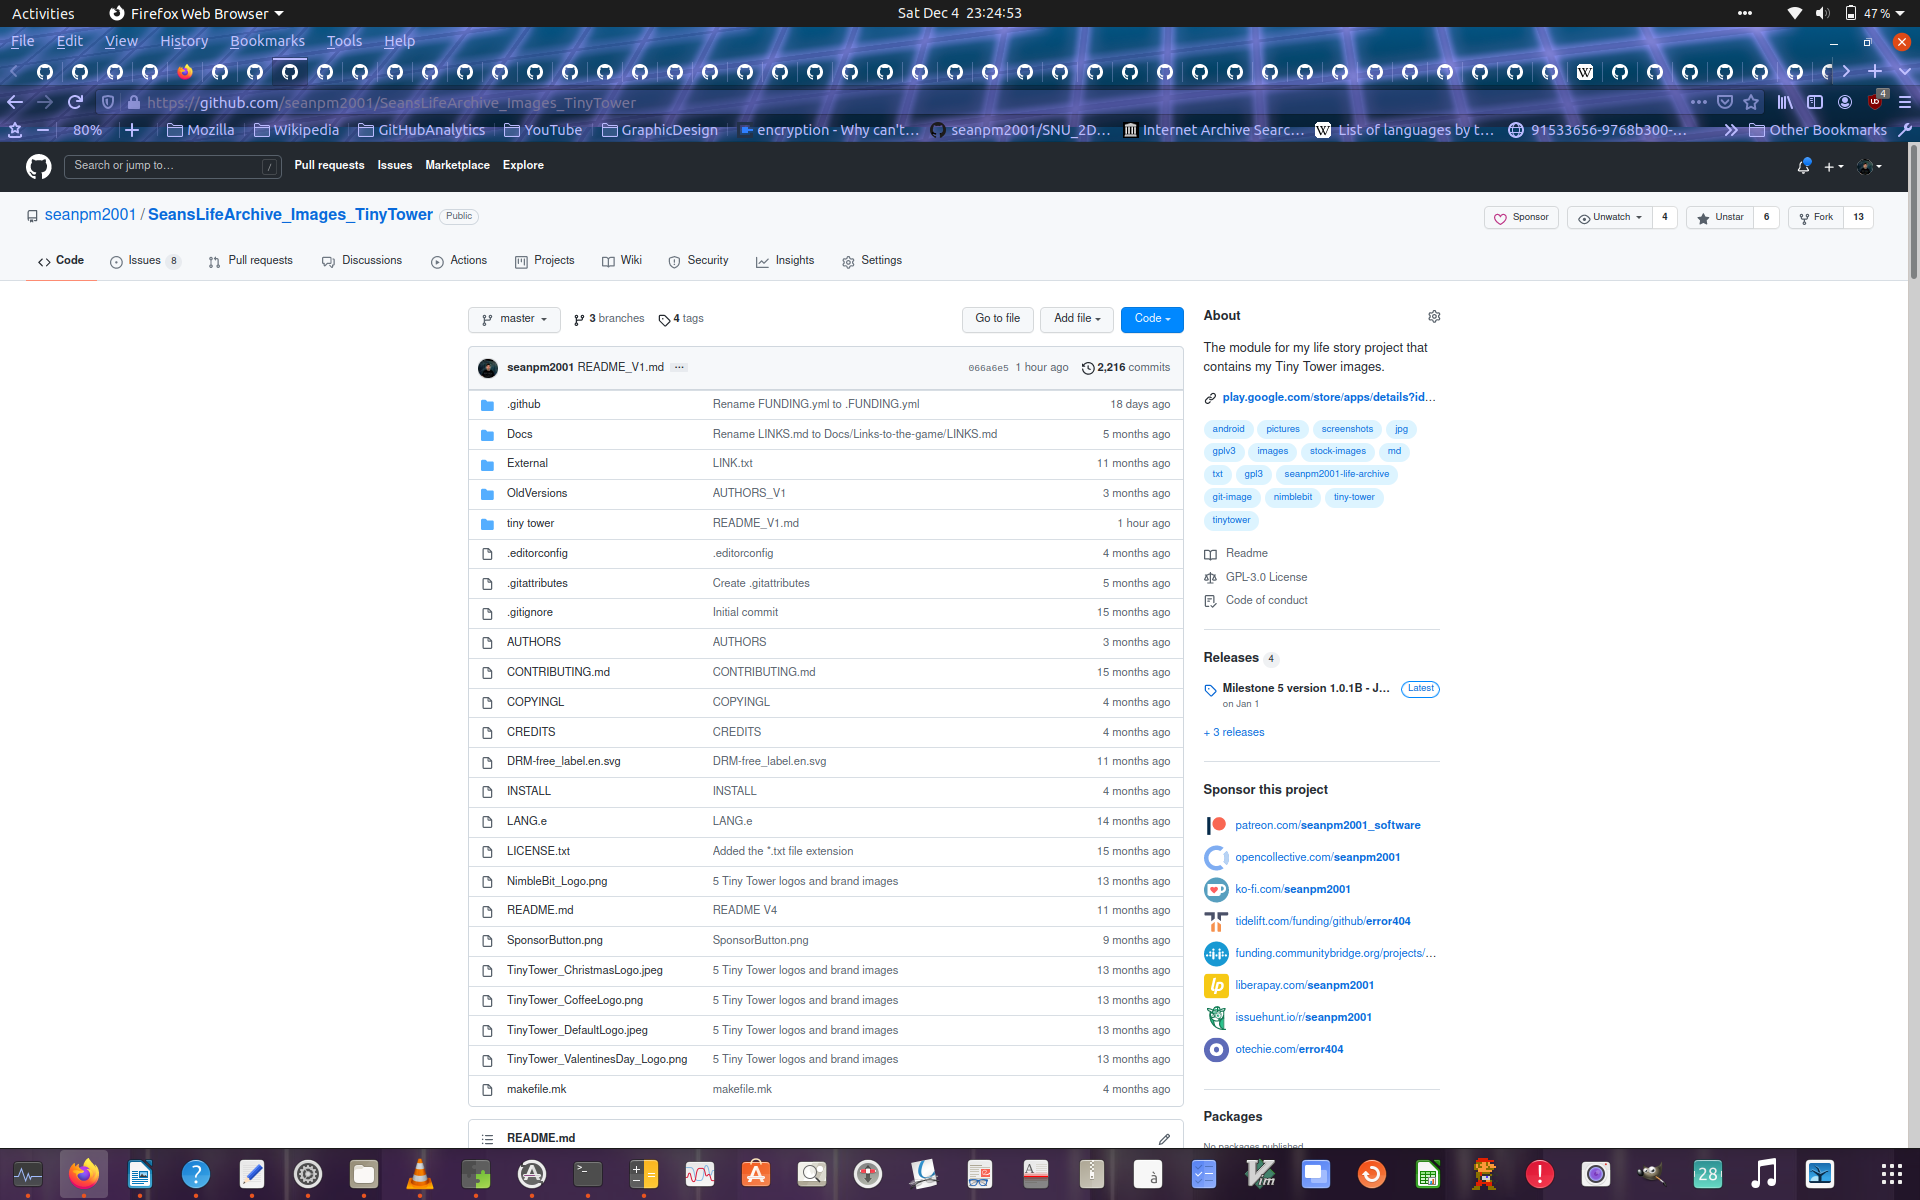 Activities Firefox Web Browser Sat Dec 4 23:24:53 47 %
File Edit View History Bookmarks Tools Help
https://github.com/seanpm2001/SeansLifeArchive_Images_TinyTower 4
80% Mozilla Wikipedia GitHubAnalytics YouTube GraphicDesign encryption - Why can't… seanpm2001/SNU_2D… Internet Archive Searc… List of languages by t… 91533656-9768b300-… Other Bookmarks
Search or jump to… / Pull requests Issues Marketplace Explore
seanpm2001 / SeansLifeArchive_Images_TinyTower Public Sponsor Unwatch 4 Unstar 6 Fork 13
Code Issues 8 Pull requests Discussions Actions Projects Wiki Security Insights Settings
master 3 branches 4 tags Go to file Add file Code
seanpm2001 README_V1.md ... 066a6e5 1 hour ago 2,216 commits
.github Rename FUNDING.yml to .FUNDING.yml 18 days ago
Docs Rename LINKS.md to Docs/Links-to-the-game/LINKS.md 5 months ago
External LINK.txt 11 months ago
OldVersions AUTHORS_V1 3 months ago
tiny tower README_V1.md 1 hour ago
.editorconfig .editorconfig 4 months ago
.gitattributes Create .gitattributes 5 months ago
.gitignore Initial commit 15 months ago
AUTHORS AUTHORS 3 months ago
CONTRIBUTING.md CONTRIBUTING.md 15 months ago
COPYINGL COPYINGL 4 months ago
CREDITS CREDITS 4 months ago
DRM-free_label.en.svg DRM-free_label.en.svg 11 months ago
INSTALL INSTALL 4 months ago
LANG.e LANG.e 14 months ago
LICENSE.txt Added the *.txt file extension 15 months ago
NimbleBit_Logo.png 5 Tiny Tower logos and brand images 13 months ago
README.md README V4 11 months ago
SponsorButton.png SponsorButton.png 9 months ago
TinyTower_ChristmasLogo.jpeg 5 Tiny Tower logos and brand images 13 months ago
TinyTower_CoffeeLogo.png 5 Tiny Tower logos and brand images 13 months ago
TinyTower_DefaultLogo.jpeg 5 Tiny Tower logos and brand images 13 months ago
TinyTower_ValentinesDay_Logo.png 5 Tiny Tower logos and brand images 13 months ago
makefile.mk makefile.mk 4 months ago
README.md
About
The module for my life story project that
contains my Tiny Tower images.
play.google.com/store/apps/details?id…
android pictures screenshots jpg
gplv3 images stock-images md
txt gpl3 seanpm2001-life-archive
git-image nimblebit tiny-tower
tinytower
Readme
GPL-3.0 License
Code of conduct
Releases 4
Milestone 5 version 1.0.1B - J… Latest
on Jan 1
+ 3 releases
Sponsor this project
patreon.com/seanpm2001_software
opencollective.com/seanpm2001
ko-fi.com/seanpm2001
tidelift.com/funding/github/error404
funding.communitybridge.org/projects/…
liberapay.com/seanpm2001
issuehunt.io/r/seanpm2001
otechie.com/error404
Packages
No packages published
28